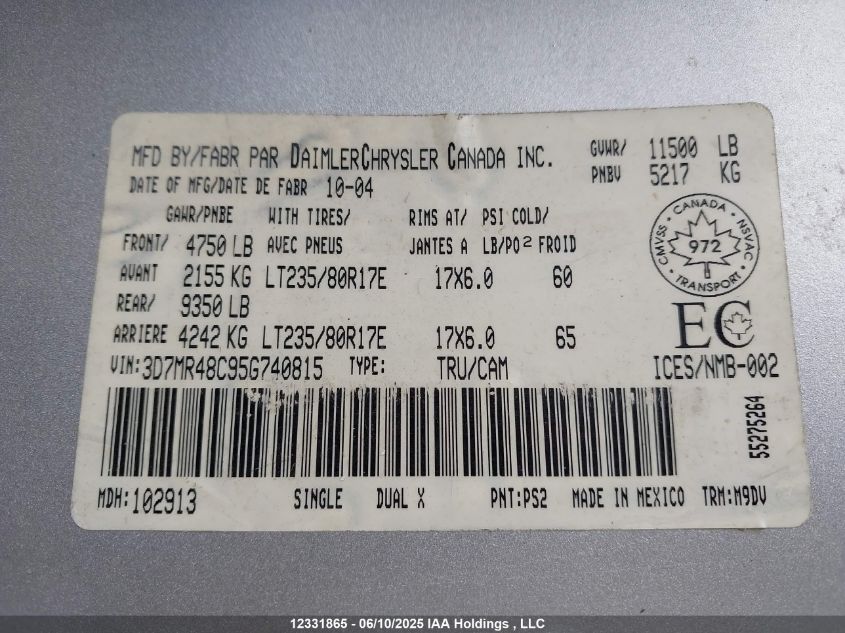 MFD BY/FABR PAR DAIMLERCHRYSLER CANADA INC. GVWR/ 11500 LB
PNBV 5217 KG
DATE OF MFG/DATE DE FABR 10-04
GAWR/PNBE WITH TIRES/ RIMS AT/ PSI COLD/
FRONT/ 4750 LB AVEC PNEUS JANTES A LB/PO2 FROID
AVANT 2155 KG LT235/80R17E 17X6.0 60
REAR/ 9350 LB
ARRIERE 4242 KG LT235/80R17E 17X6.0 65
CANADA
CMVSS NSVAC
972
TRANSPORT
EC
VIN:3D7MR48C95G740815 TYPE: TRU/CAM ICES/NMB-002
55275264
MDH:102913 SINGLE DUAL X PNT:PS2 MADE IN MEXICO TRM:M9DV
12331865 - 06/10/2025 IAA Holdings , LLC